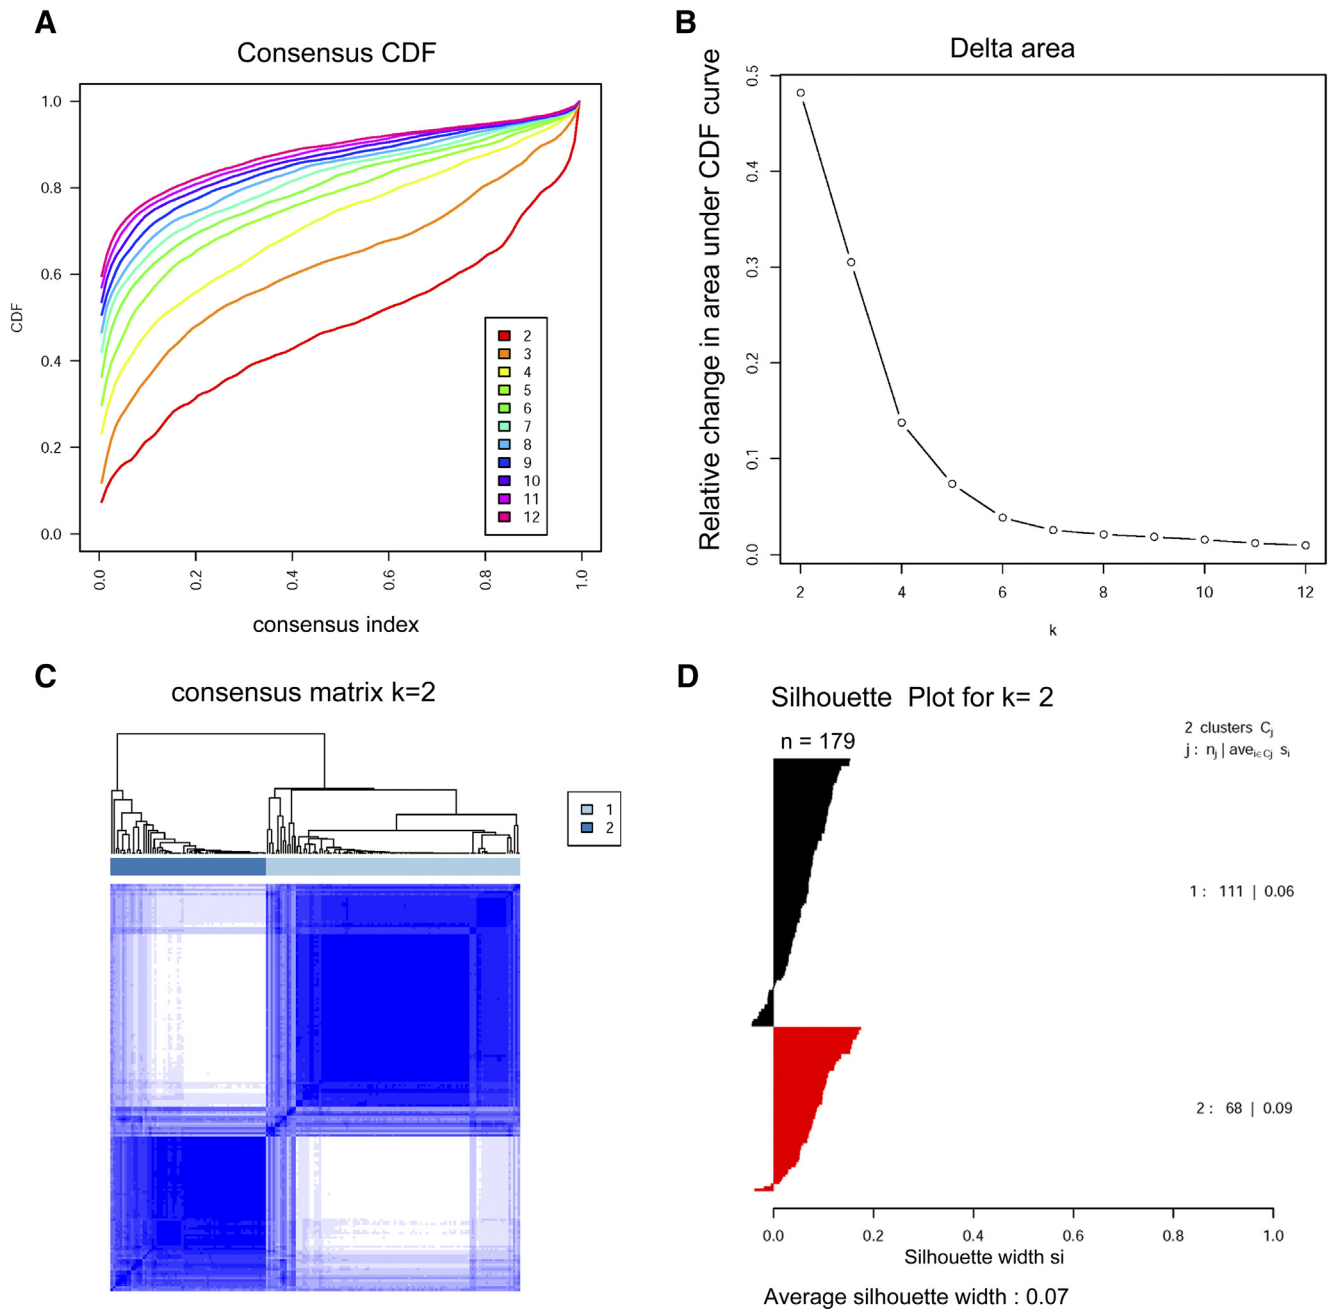 A
Consensus CDF
CDF
1.0
0.8
0.6
0.4
0.2
0.0
2
3
4
5
6
7
8
9
10
11
12
0.0 0.2 0.4 0.6 0.8 1.0
consensus index
B
Delta area
Relative change in area under CDF curve
0.5
0.4
0.3
0.2
0.1
0.0
2 4 6 8 10 12
k
C
consensus matrix k=2
1
2
D
Silhouette Plot for k= 2
n = 179
2 clusters Cj
j : nj | avei∈Cj si
1 : 111 | 0.06
2 : 68 | 0.09
0.0 0.2 0.4 0.6 0.8 1.0
Silhouette width si
Average silhouette width : 0.07